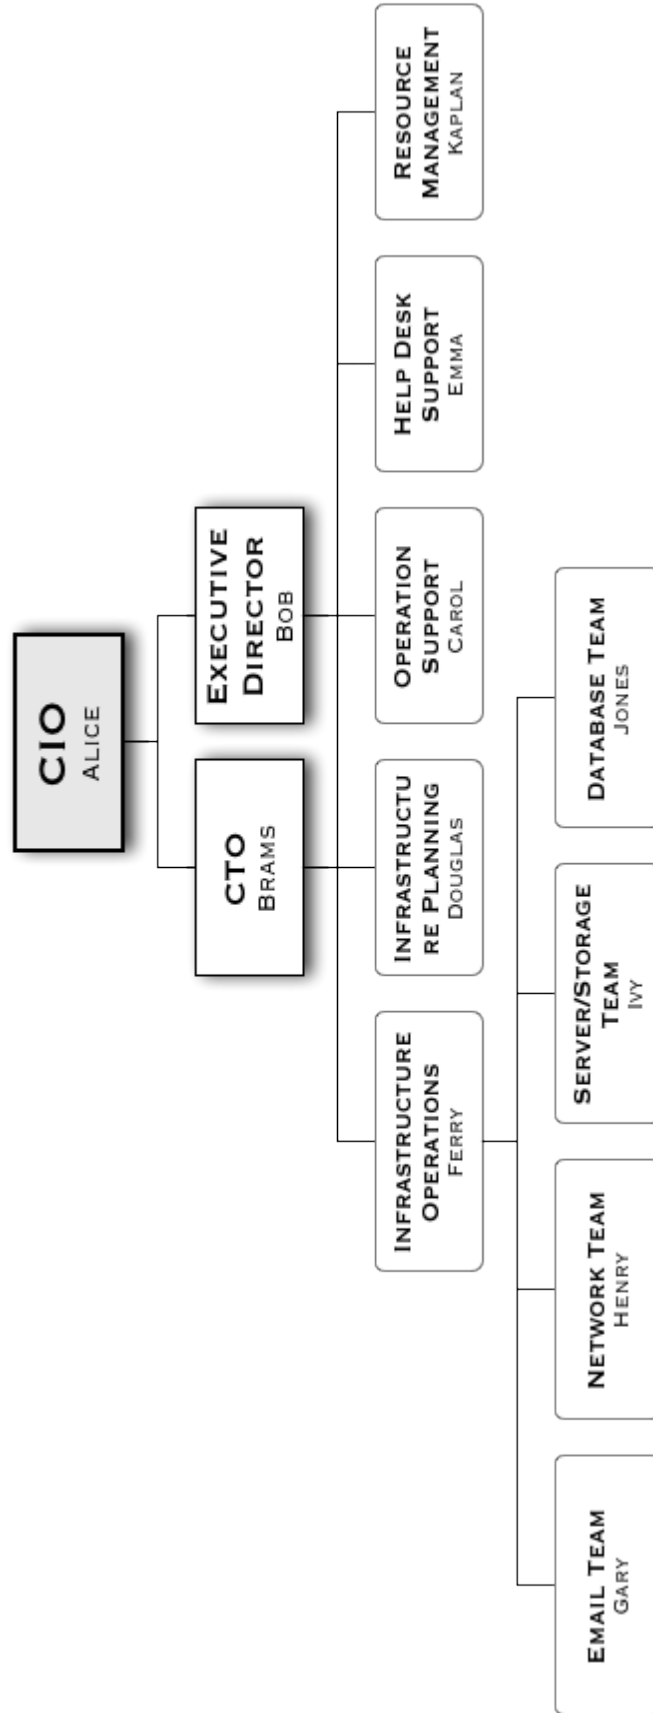 CIO
ALICE
CTO
BRAMS
EXECUTIVE
DIRECTOR
BOB
INFRASTRUCTURE
OPERATIONS
FERRY
INFRASTRUCTU
RE PLANNING
DOUGLAS
OPERATION
SUPPORT
CAROL
HELP DESK
SUPPORT
EMMA
RESOURCE
MANAGEMENT
KAPLAN
EMAIL TEAM
GARY
NETWORK TEAM
HENRY
SERVER/STORAGE
TEAM
IVY
DATABASE TEAM
JONES